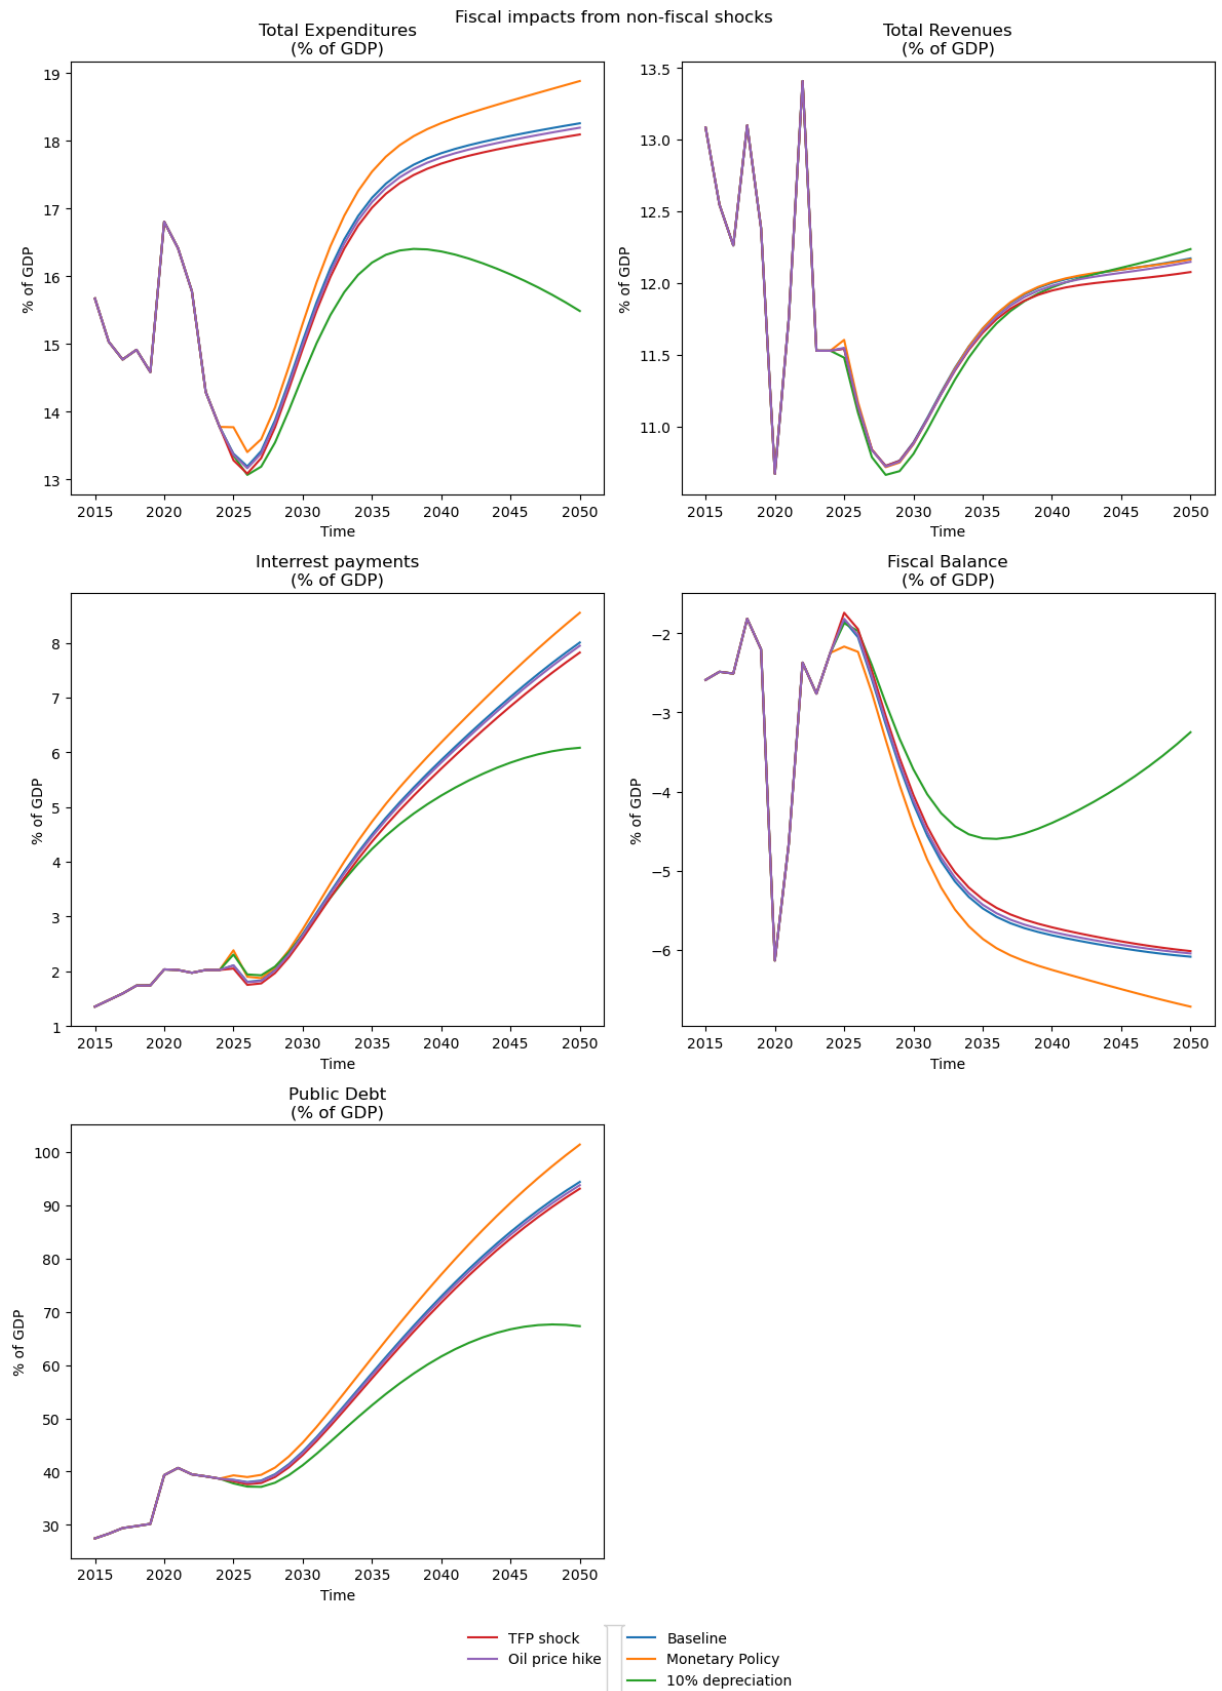 Fiscal impacts from non-fiscal shocks
Total Expenditures
(% of GDP)
19
18
17
16
15
14
13
% of GDP
2015 2020 2025 2030 2035 2040 2045 2050
Time
Total Revenues
(% of GDP)
13.5
13.0
12.5
12.0
11.5
11.0
% of GDP
2015 2020 2025 2030 2035 2040 2045 2050
Time
Interrest payments
(% of GDP)
8
7
6
5
4
3
2
1
% of GDP
2015 2020 2025 2030 2035 2040 2045 2050
Time
Fiscal Balance
(% of GDP)
−2
−3
−4
−5
−6
% of GDP
2015 2020 2025 2030 2035 2040 2045 2050
Time
Public Debt
(% of GDP)
100
90
80
70
60
50
40
30
% of GDP
2015 2020 2025 2030 2035 2040 2045 2050
Time
TFP shock
Oil price hike
Baseline
Monetary Policy
10% depreciation